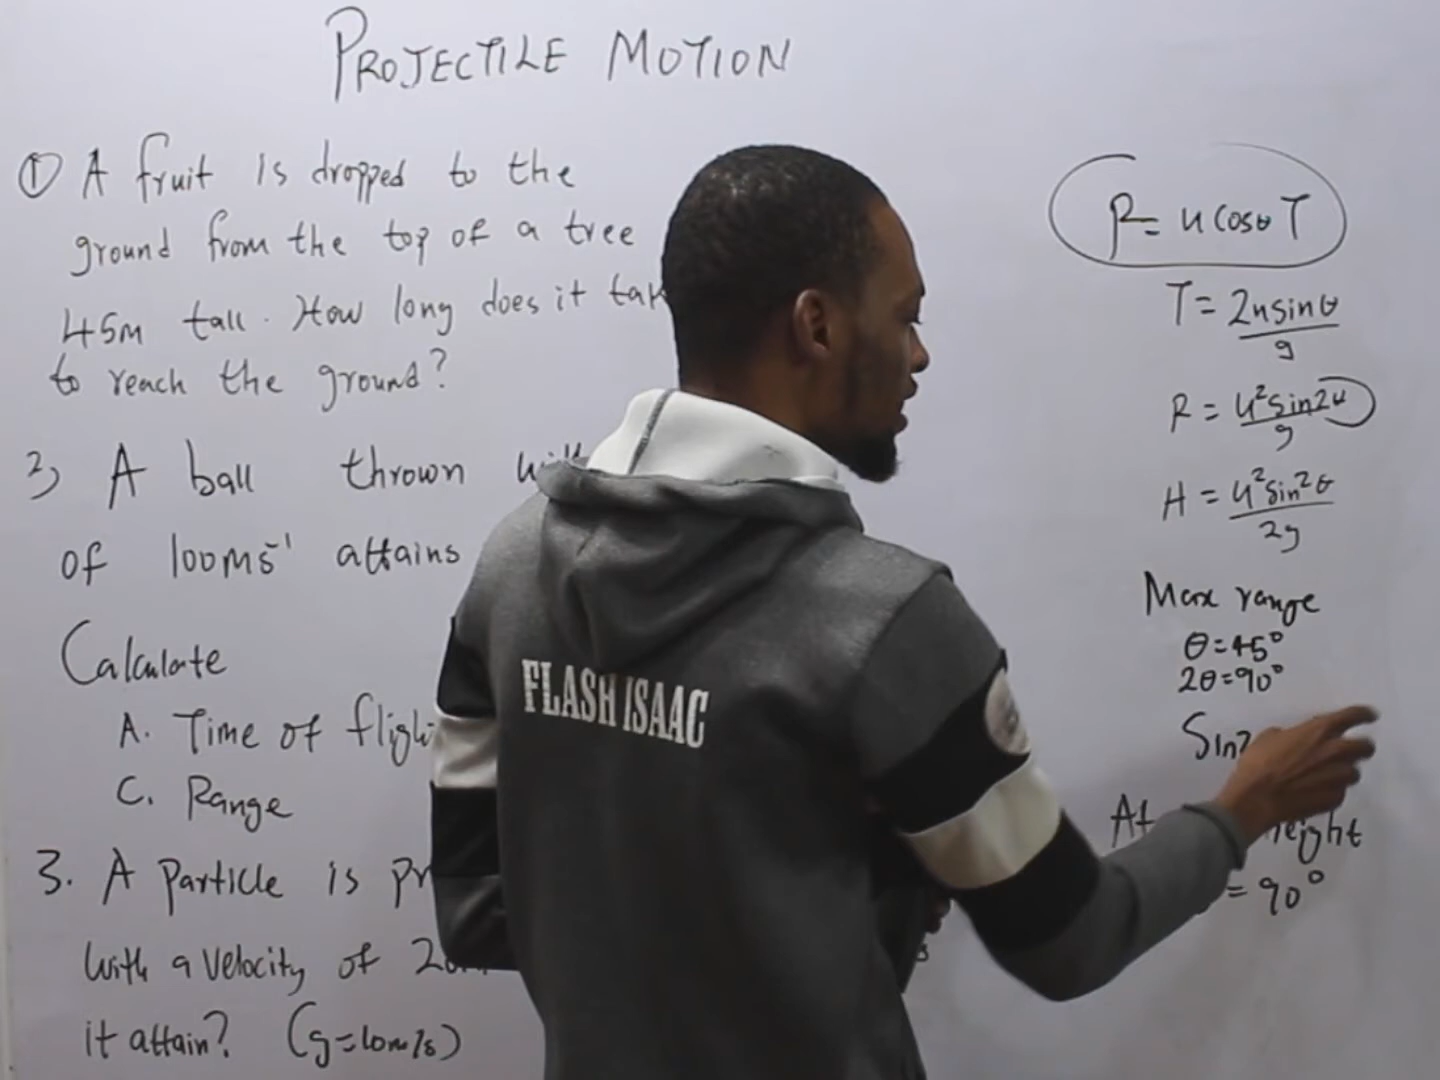 PROJECTILE MOTION
① A fruit is dropped to the
ground from the top of a tree
45m tall. How long does it
to reach the ground?
2, A ball thrown
of 100ms⁻¹ attains
Calculate
A. Time of
C. Range
3. A Particle is
With a velocity of
it attain? (g=10m/s)
FLASH ISAAC
R= u cosθ T
T= 2usinθ/g
R = u²sin2θ/g
H = u²sin²θ/2g
Max range
θ=45°
2θ=90°
Sin2
At height
= 90°